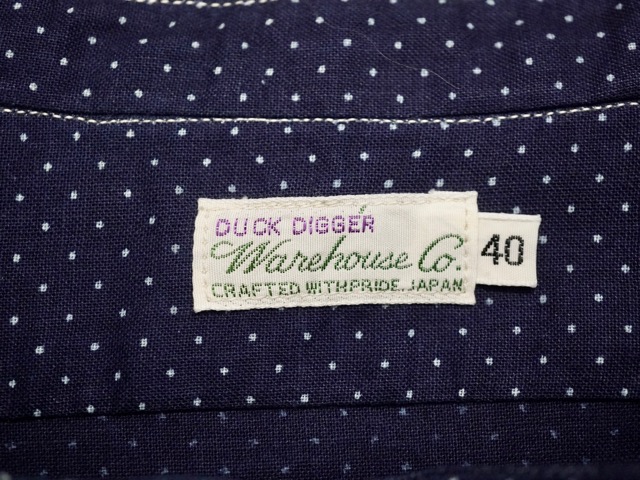 DUCK DIGGER
Warehouse Co.
CRAFTED WITH PRIDE. JAPAN
40